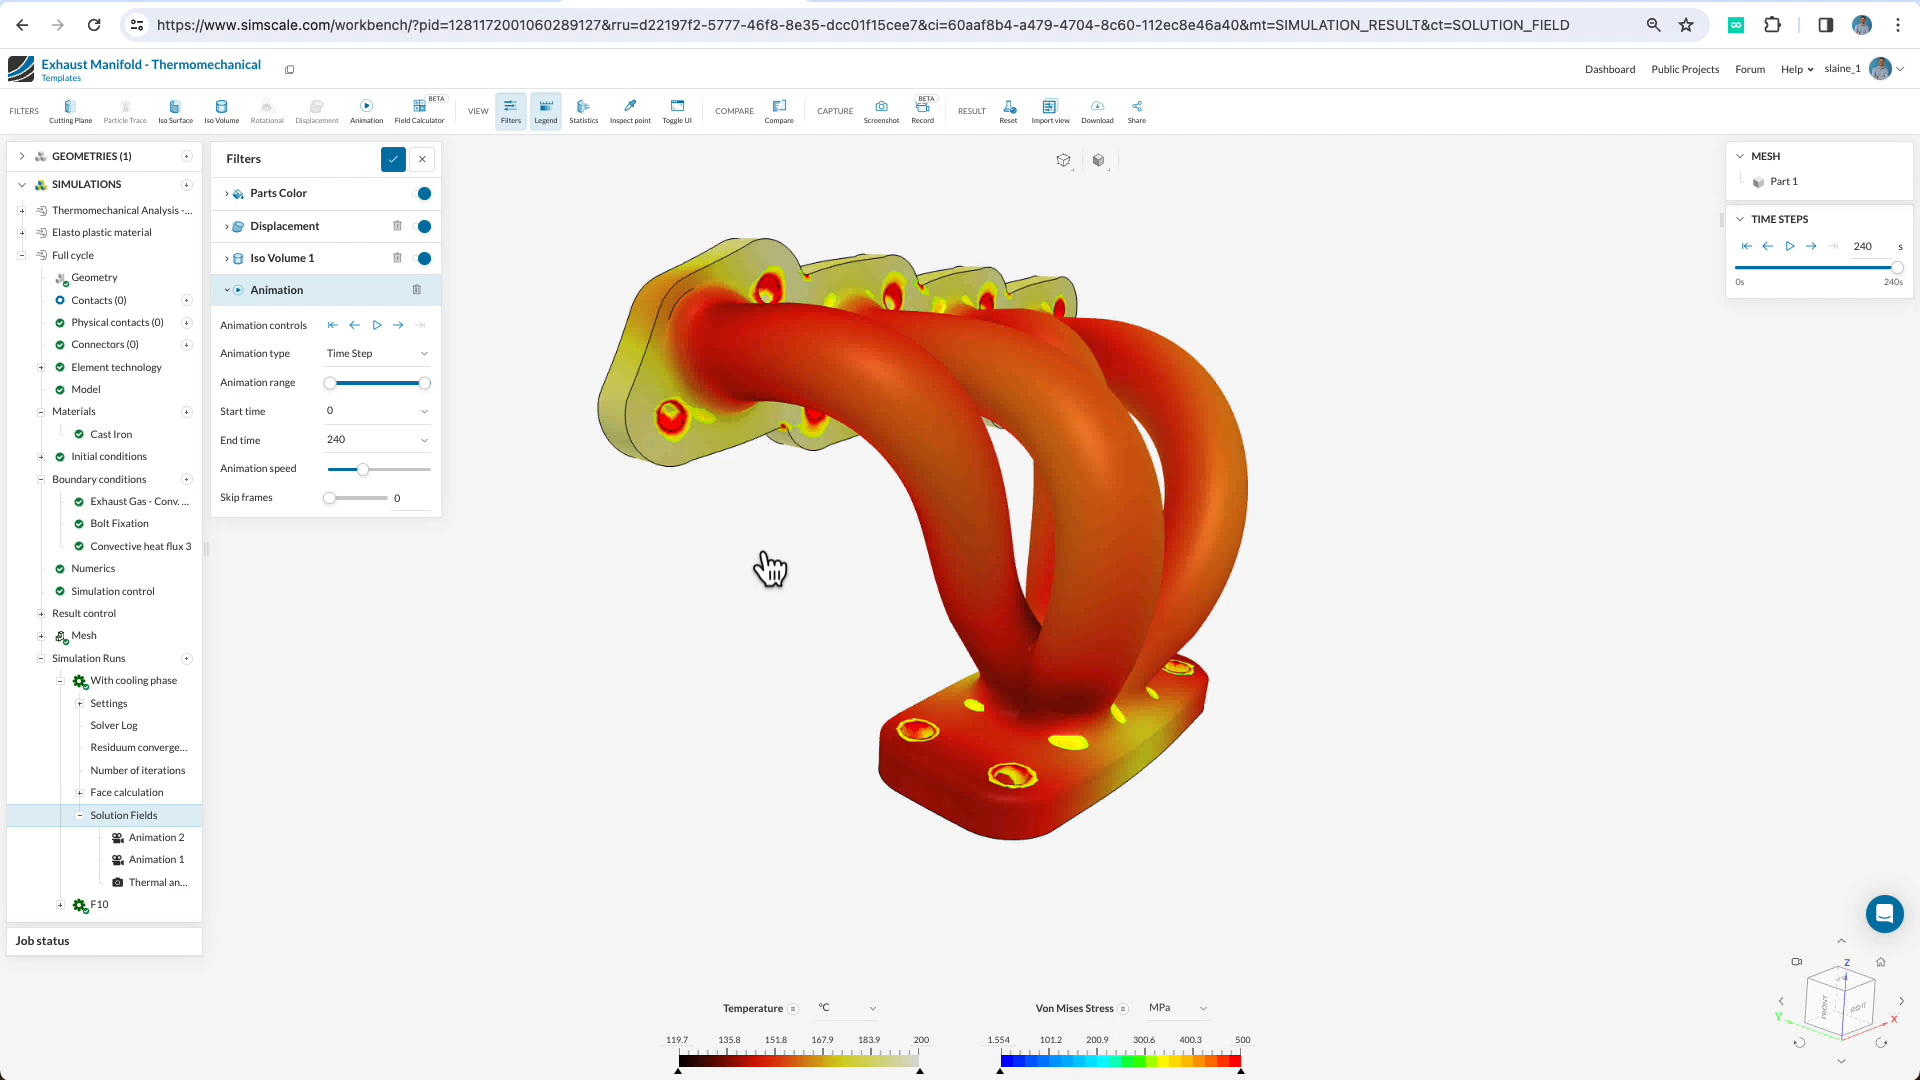 https://www.simscale.com/workbench/?pid=1281172001060289127&rru=d22197f2-5777-46f8-8e35-dcc01f15cee7&ci=60aaf8b4-a479-4704-8c60-112ec8e46a40&mt=SIMULATION_RESULT&ct=SOLUTION_FIELD
Exhaust Manifold - Thermomechanical
Templates
Dashboard Public Projects Forum Help slaine_1
FILTERS Cutting Plane Particle Trace Iso Surface Iso Volume Rotational Displacement Animation Field Calculator BETA VIEW Filters Legend Statistics Inspect point Toggle UI COMPARE Compare CAPTURE Screenshot Record BETA RESULT Reset Import view Download Share
GEOMETRIES (1)
SIMULATIONS
Thermomechanical Analysis -...
Elasto plastic material
Full cycle
Geometry
Contacts (0)
Physical contacts (0)
Connectors (0)
Element technology
Model
Materials
Cast Iron
Initial conditions
Boundary conditions
Exhaust Gas - Conv. ...
Bolt Fixation
Convective heat flux 3
Numerics
Simulation control
Result control
Mesh
Simulation Runs
With cooling phase
Settings
Solver Log
Residuum converge...
Number of iterations
Face calculation
Solution Fields
Animation 2
Animation 1
Thermal an...
F10
Job status
Filters
Parts Color
Displacement
Iso Volume 1
Animation
Animation controls
Animation type Time Step
Animation range
Start time 0
End time 240
Animation speed
Skip frames 0
MESH
Part 1
TIME STEPS
240 s
0s 240s
Temperature °C
119.7 135.8 151.8 167.9 183.9 200
Von Mises Stress MPa
1.554 101.2 200.9 300.6 400.3 500
Z
FRONT RIGHT
Y X